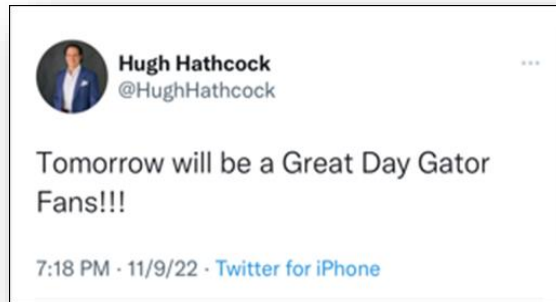 Hugh Hathcock
@HughHathcock
Tomorrow will be a Great Day Gator
Fans!!!
7:18 PM · 11/9/22 · Twitter for iPhone